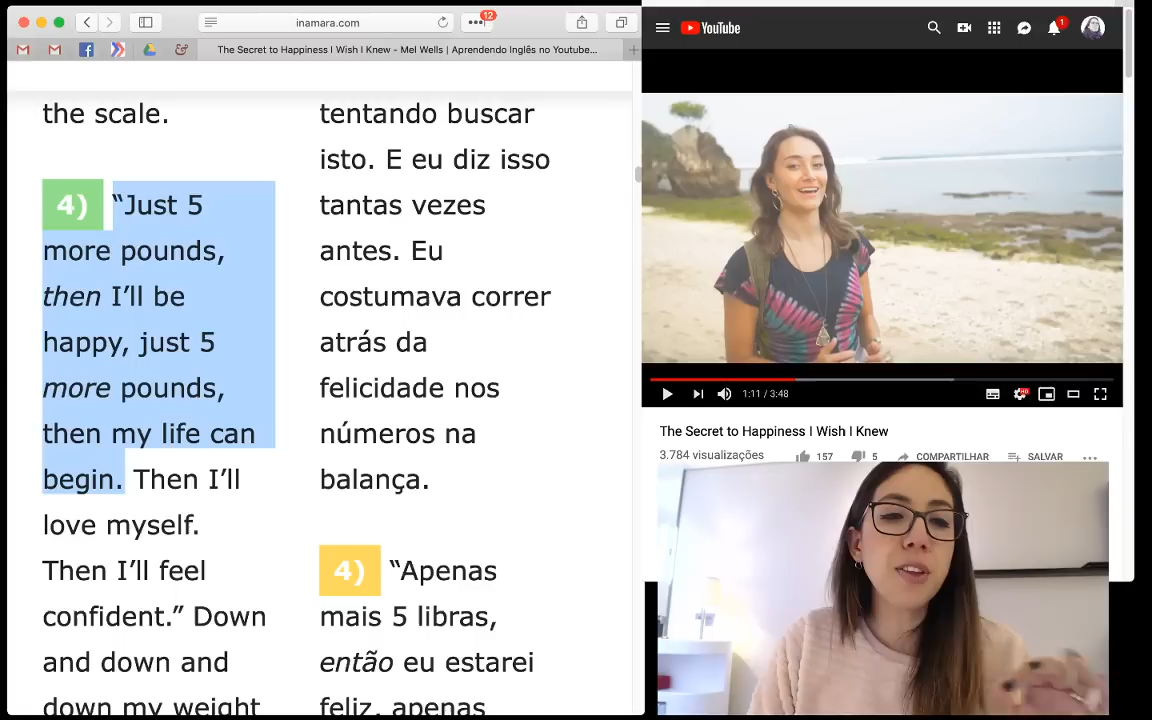 inamara.com
12
The Secret to Happiness I Wish I Knew - Mel Wells | Aprendendo Inglês no Youtube...
the scale.
4) “Just 5
more pounds,
then I’ll be
happy, just 5
more pounds,
then my life can
begin. Then I’ll
love myself.
Then I’ll feel
confident.” Down
and down and
down my weight
tentando buscar
isto. E eu diz isso
tantas vezes
antes. Eu
costumava correr
atrás da
felicidade nos
números na
balança.
4) “Apenas
mais 5 libras,
então eu estarei
feliz, apenas
YouTube
1
1:11 / 3:48
HD
The Secret to Happiness I Wish I Knew
3.784 visualizações
157
5
COMPARTILHAR
SALVAR